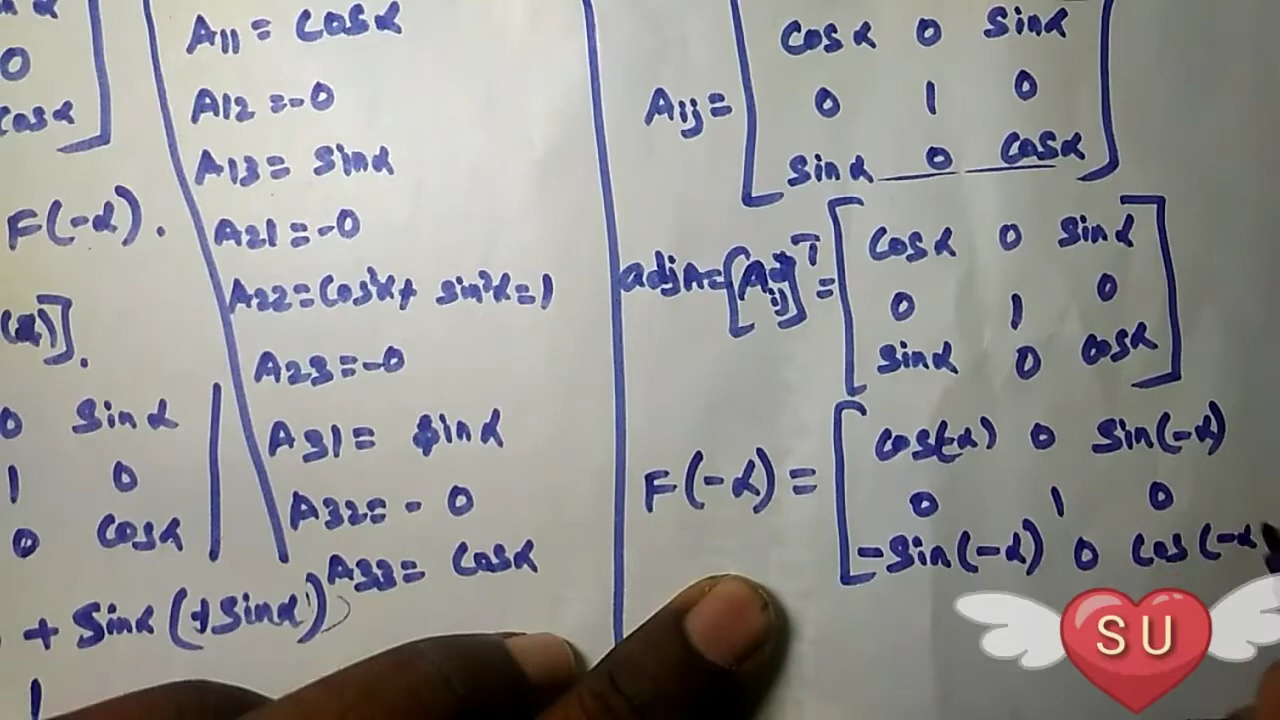 A11 = cosα
0
cosα
A12 = -0
A13 = sinα
F(-α).
A21 = -0
A22 = cos²α + sin²α = 1
A23 = -0
0 sinα
1 0
0 cosα
A31 = sinα
A32 = - 0
A33 = cosα
+ sinα (+sinα)
1
cosα 0 sinα
Aij = 0 1 0
sinα 0 cosα
cosα 0 sinα
adjA = [Aij]ᵀ = 0 1 0
sinα 0 cosα
cos(-α) 0 sin(-α)
F(-α) = 0 1 0
-sin(-α) 0 cos(-α
SU